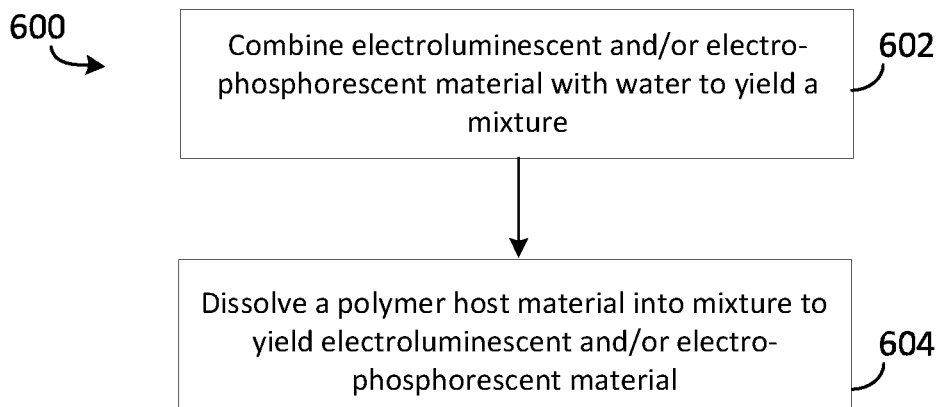 600
Combine electroluminescent and/or electro-
phosphorescent material with water to yield a
mixture
602
Dissolve a polymer host material into mixture to
yield electroluminescent and/or electro-
phosphorescent material
604